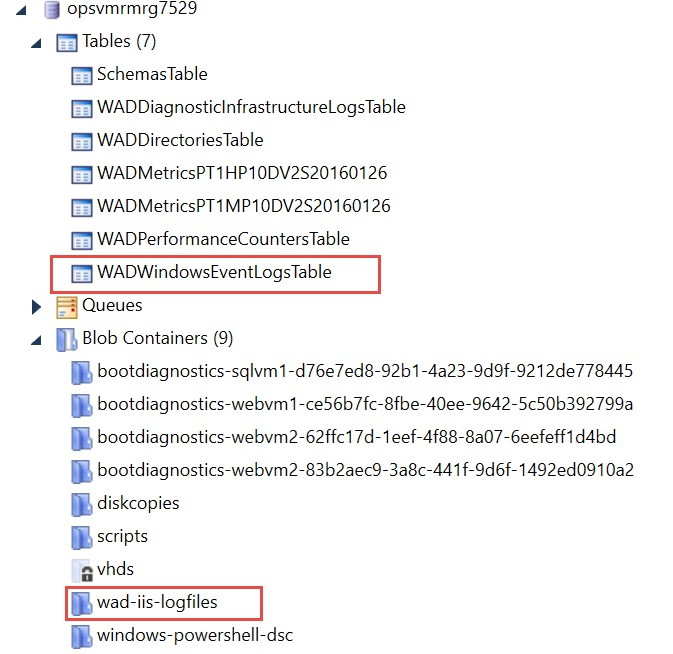 opsvmrmrg7529
Tables (7)
SchemasTable
WADDiagnosticInfrastructureLogsTable
WADDirectoriesTable
WADMetricsPT1HP10DV2S20160126
WADMetricsPT1MP10DV2S20160126
WADPerformanceCountersTable
WADWindowsEventLogsTable
Queues
Blob Containers (9)
bootdiagnostics-sqlvm1-d76e7ed8-92b1-4a23-9d9f-9212de778445
bootdiagnostics-webvm1-ce56b7fc-8fbe-40ee-9642-5c50b392799a
bootdiagnostics-webvm2-62ffc17d-1eef-4f88-8a07-6eefeff1d4bd
bootdiagnostics-webvm2-83b2aec9-3a8c-441f-9d6f-1492ed0910a2
diskcopies
scripts
vhds
wad-iis-logfiles
windows-powershell-dsc